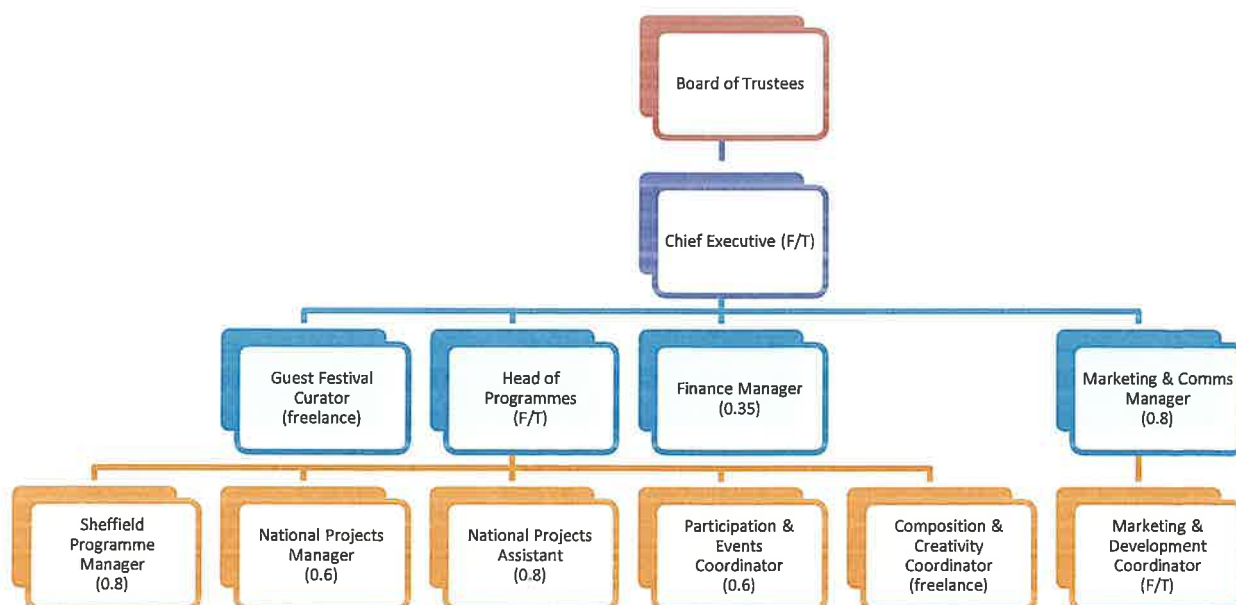 Board of Trustees
Chief Executive (F/T)
Guest Festival
Curator
(freelance)
Head of
Programmes
(F/T)
Finance Manager
(0.35)
Marketing & Comms
Manager
(0.8)
Sheffield
Programme
Manager
(0.8)
National Projects
Manager
(0.6)
National Projects
Assistant
(0.8)
Participation &
Events
Coordinator
(0.6)
Composition &
Creativity
Coordinator
(freelance)
Marketing &
Development
Coordinator
(F/T)